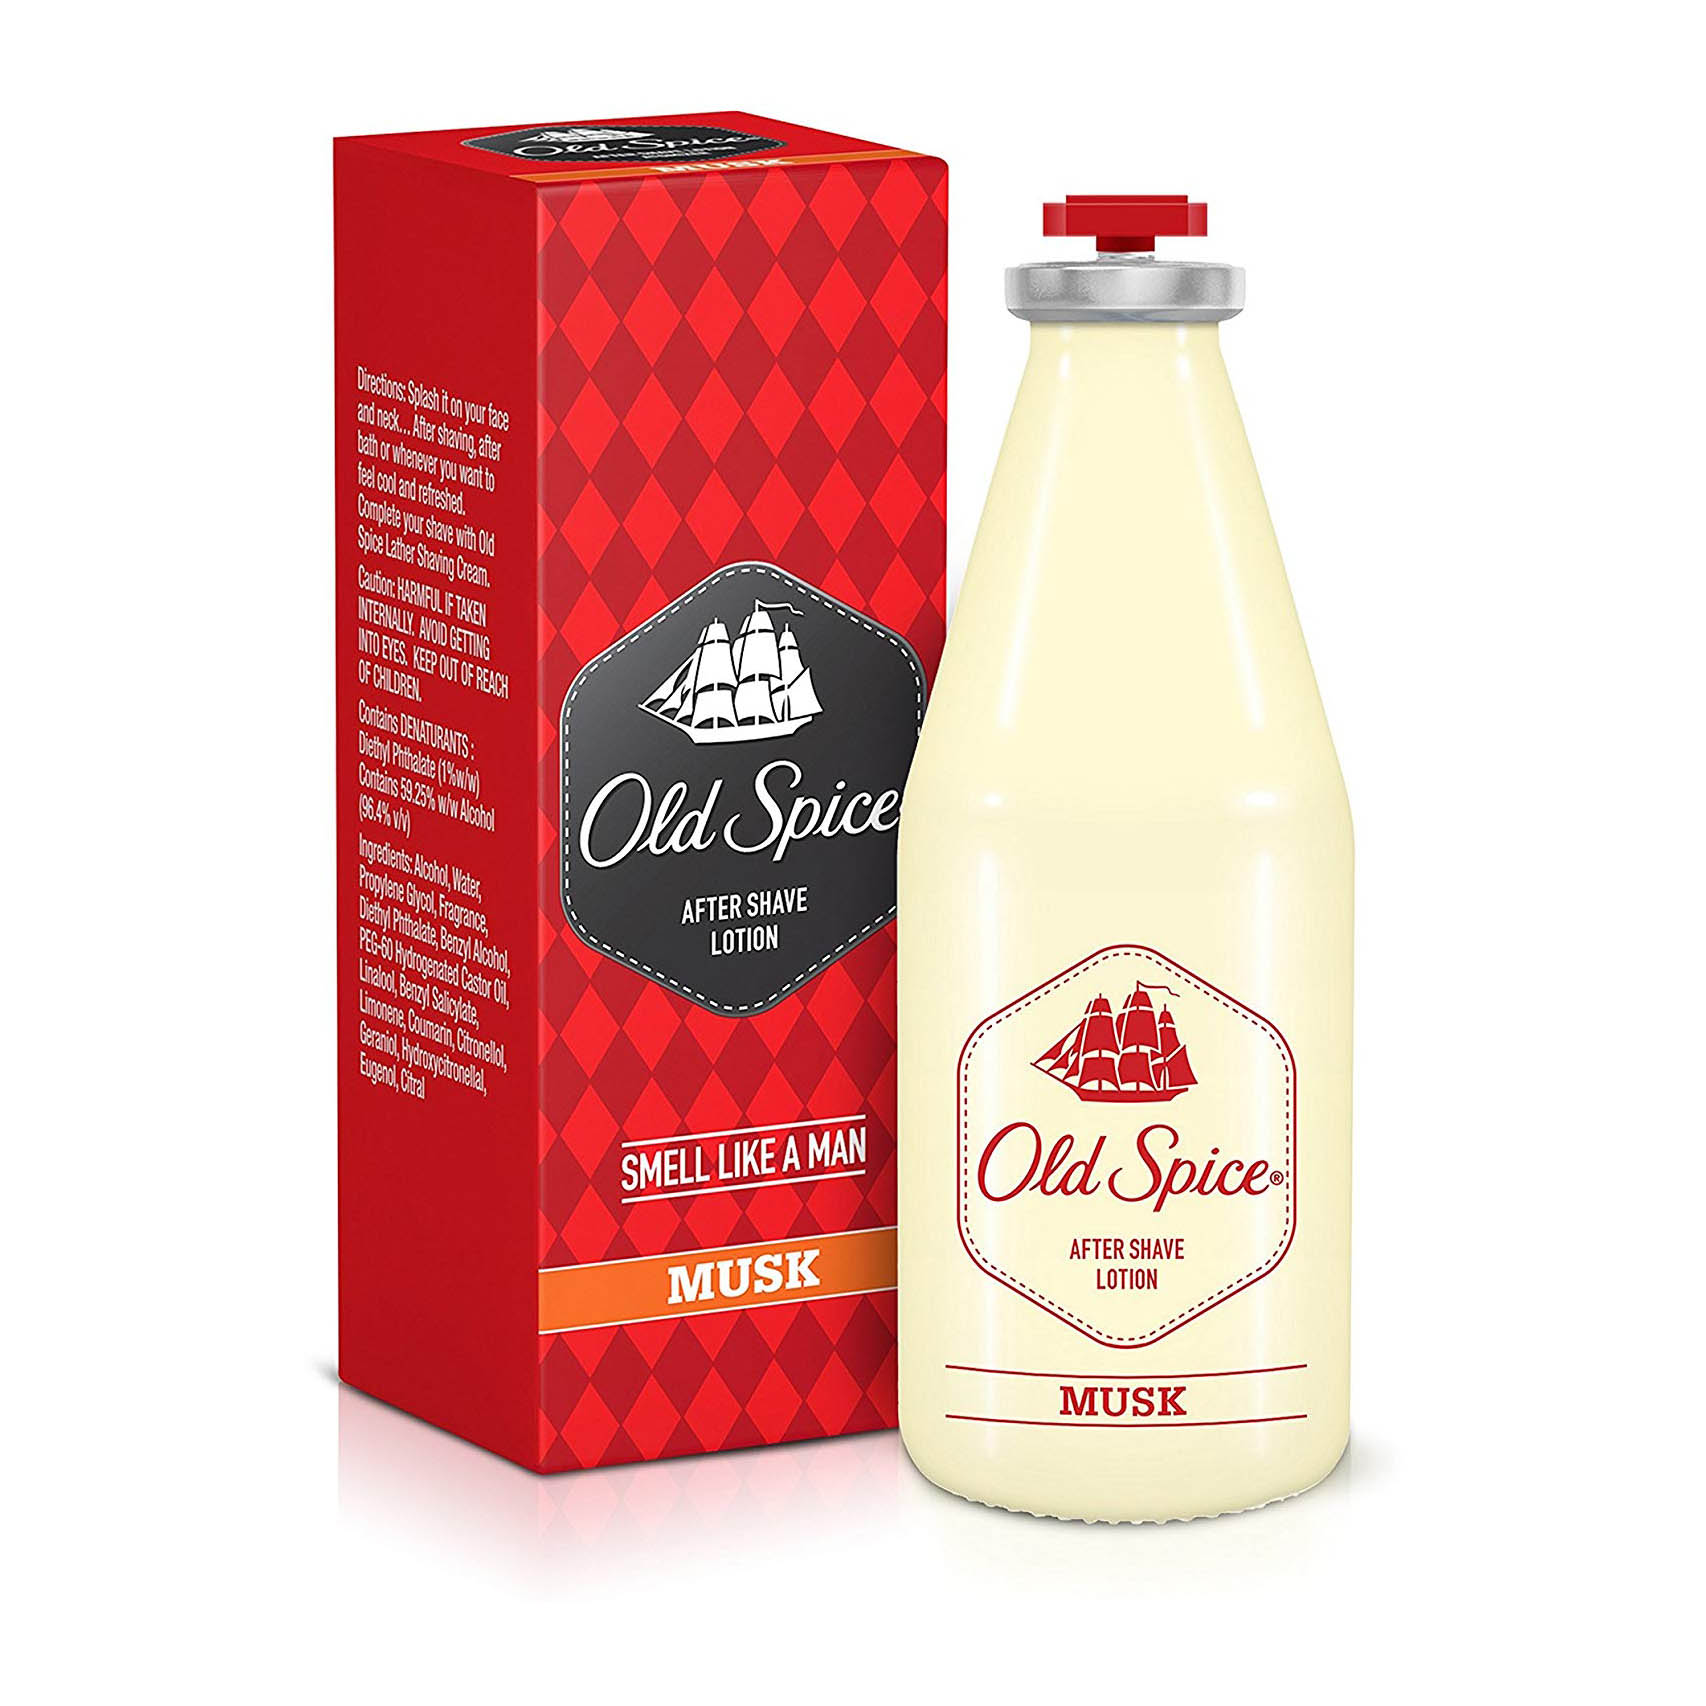 Old Spice
AFTER SHAVE LOTION
MUSK
Directions: Splash it on your face
and neck... After shaving, after
bath or whenever you want to
feel cool and refreshed.
Complete your shave with Old
Spice Lather Shaving Cream.
Caution: HARMFUL IF TAKEN
INTERNALLY. AVOID GETTING
INTO EYES. KEEP OUT OF REACH
OF CHILDREN.
Contains DENATURANTS :
Diethyl Phthalate (1%w/w)
Contains 59.25% w/w Alcohol
(96.4% v/v)
Ingredients: Alcohol, Water,
Propylene Glycol, Fragrance,
Diethyl Phthalate, Benzyl Alcohol,
PEG-60 Hydrogenated Castor Oil,
Linalool, Benzyl Salicylate,
Limonene, Coumarin, Citronellol,
Geraniol, Hydroxycitronellal,
Eugenol, Citral
Old Spice
AFTER SHAVE
LOTION
SMELL LIKE A MAN
MUSK
Old Spice®
AFTER SHAVE
LOTION
MUSK